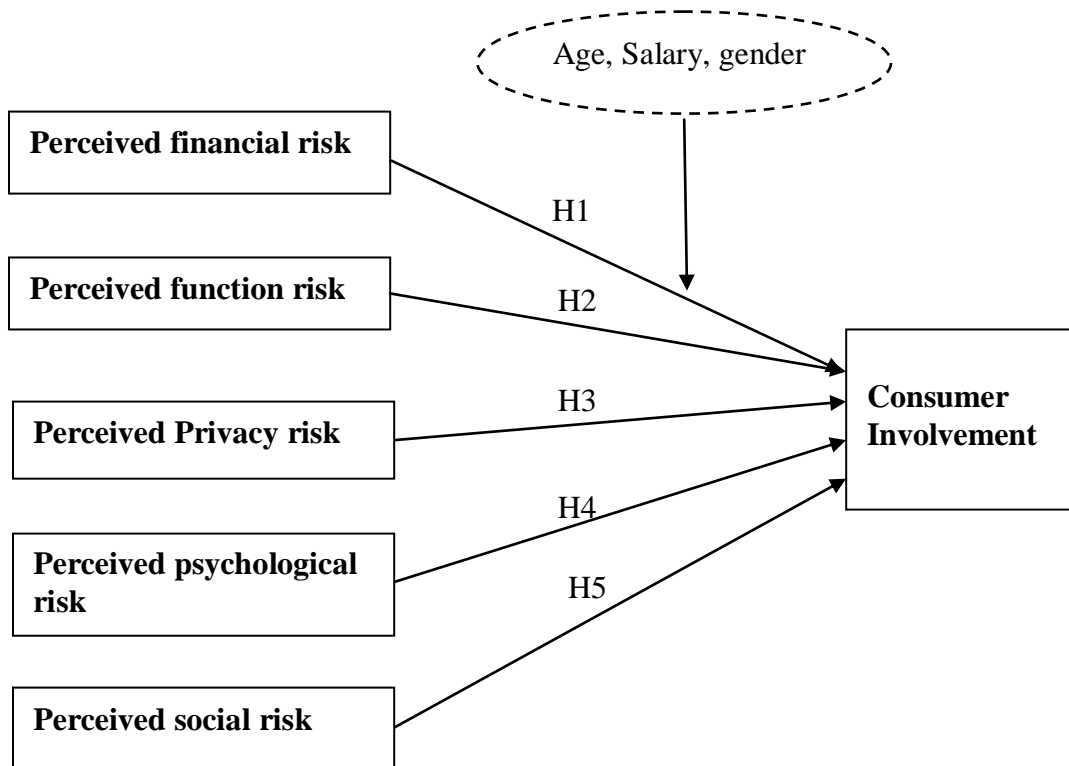 Age, Salary, gender
Perceived financial risk
H1
Perceived function risk
H2
Perceived Privacy risk
H3
Consumer
Involvement
Perceived psychological
risk
H4
H5
Perceived social risk